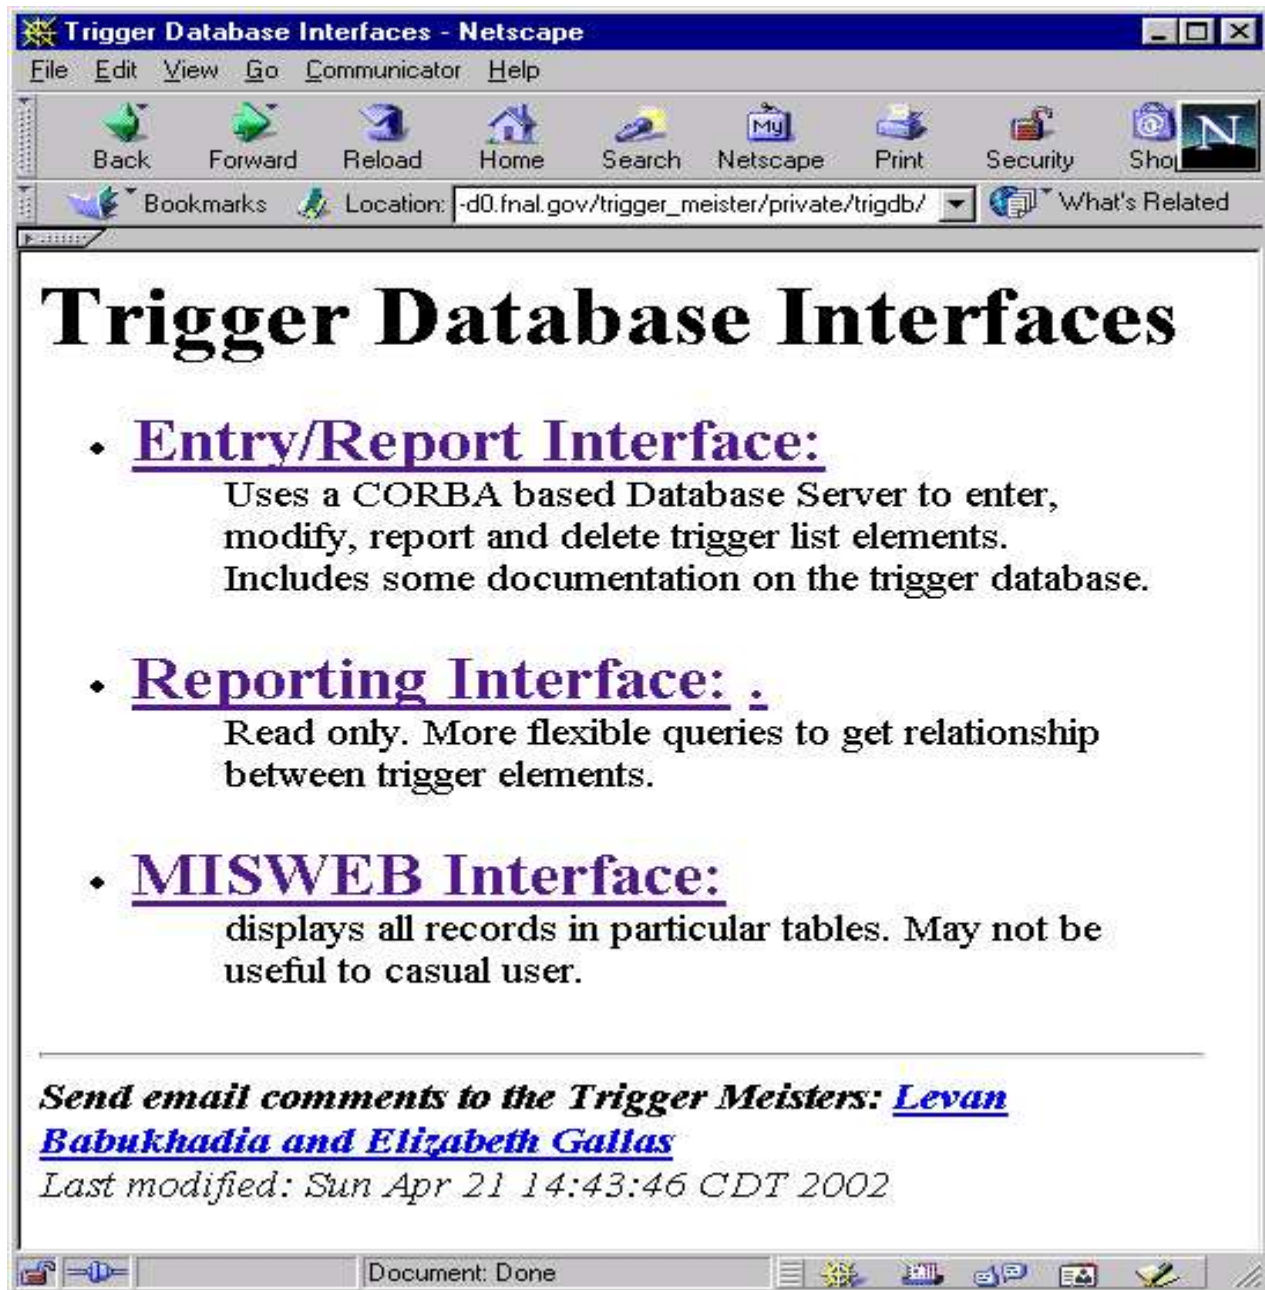 Trigger Database Interfaces - Netscape
File Edit View Go Communicator Help
Back Forward Reload Home Search My Netscape Print Security Shop N
Bookmarks Location: -d0.fnal.gov/trigger_meister/private/trigdb/ What's Related
Trigger Database Interfaces
• Entry/Report Interface:
Uses a CORBA based Database Server to enter,
modify, report and delete trigger list elements.
Includes some documentation on the trigger database.
• Reporting Interface: .
Read only. More flexible queries to get relationship
between trigger elements.
• MISWEB Interface:
displays all records in particular tables. May not be
useful to casual user.
Send email comments to the Trigger Meisters: Levan
Babukhadia and Elizabeth Gallas
Last modified: Sun Apr 21 14:43:46 CDT 2002
Document: Done